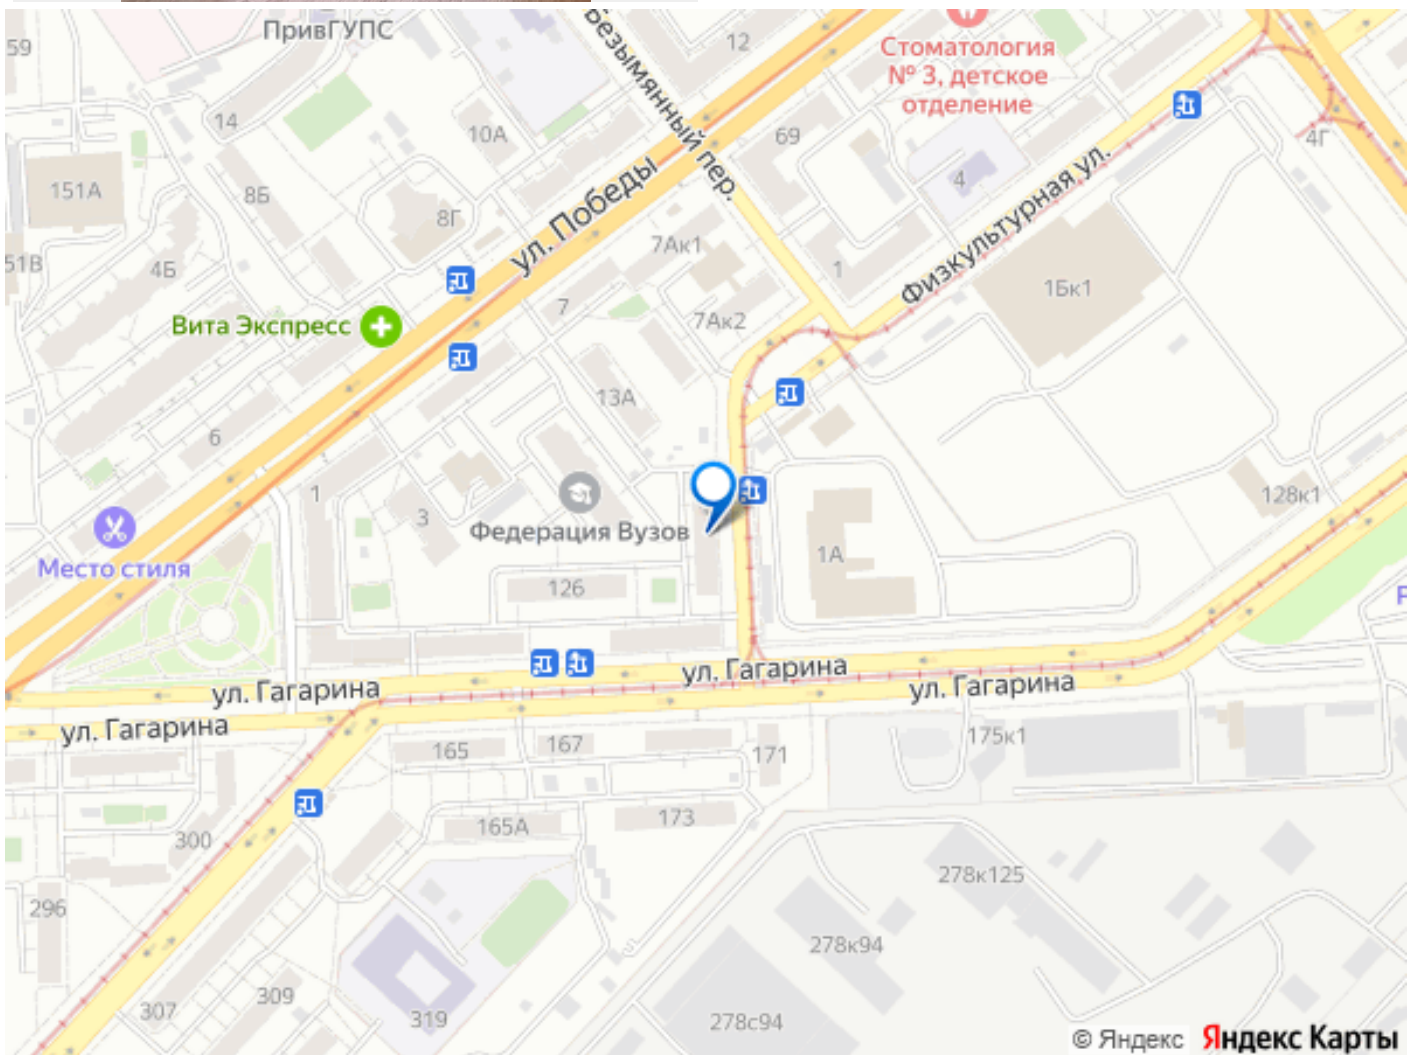 59
ПривГУПС
Безымянный пер.
12
Стоматология
№ 3, детское
отделение
14
10А
69
4Г
151А
8Б
8Г
ул. Победы
4
Физкультурная ул.
51В
4Б
7Ак1
1
1Бк1
Вита Экспресс
7
7Ак2
13А
6
1
3
Федерация Вузов
128к1
Место стиля
126
1А
Р
ул. Гагарина
ул. Гагарина
ул. Гагарина
ул. Гагарина
165
167
171
175к1
300
165А
173
278к125
296
278к94
307
309
319
278с94
© Яндекс Яндекс Карты